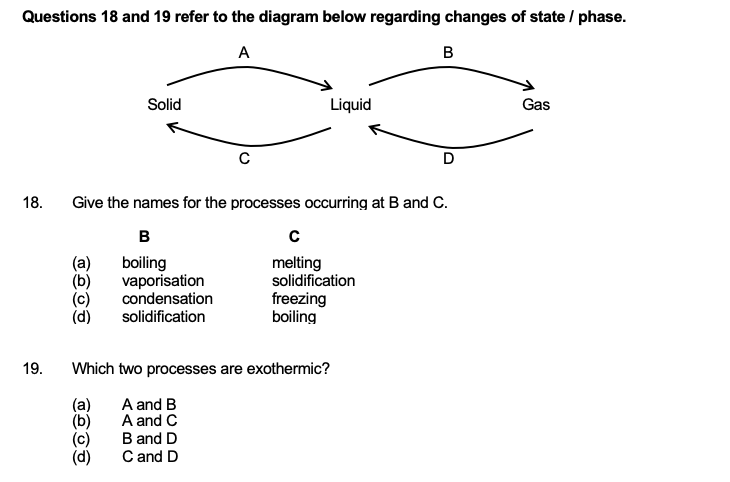 Questions 18 and 19 refer to the diagram below regarding changes of state / phase.
A B
Solid Liquid Gas
C D
18. Give the names for the processes occurring at B and C.
B C
(a) boiling melting
(b) vaporisation solidification
(c) condensation freezing
(d) solidification boiling
19. Which two processes are exothermic?
(a) A and B
(b) A and C
(c) B and D
(d) C and D